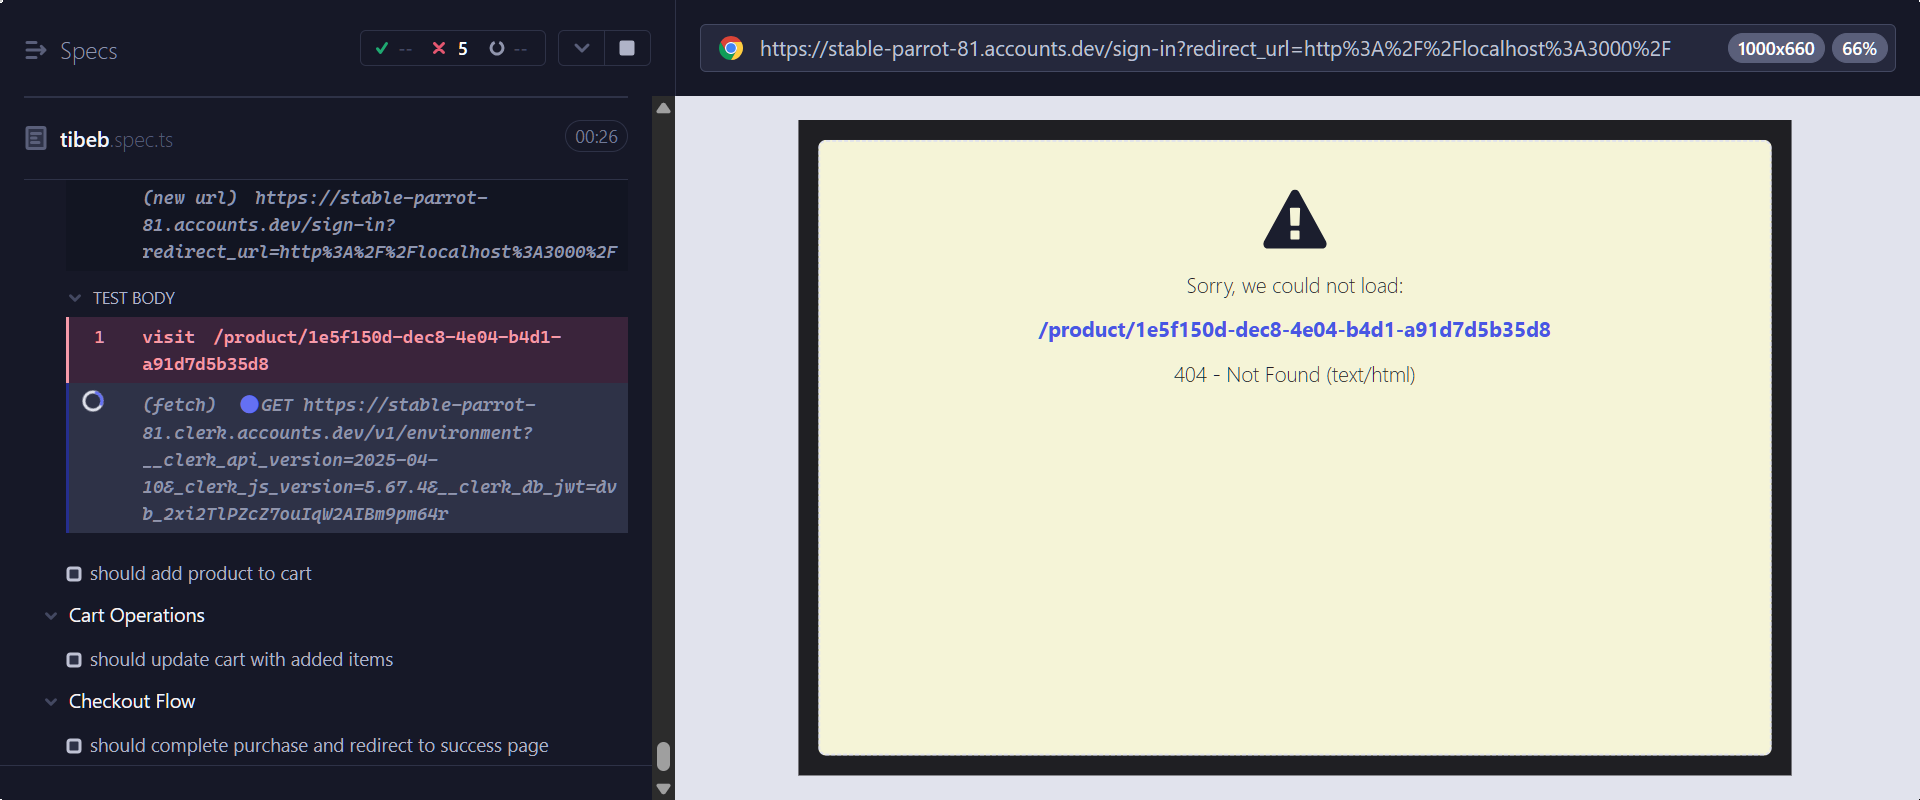 Specs
-- 5 --
https://stable-parrot-81.accounts.dev/sign-in?redirect_url=http%3A%2F%2Flocalhost%3A3000%2F
1000x660
66%
tibeb.spec.ts
00:26
(new url) https://stable-parrot-
81.accounts.dev/sign-in?
redirect_url=http%3A%2F%2Flocalhost%3A3000%2F
TEST BODY
1 visit /product/1e5f150d-dec8-4e04-b4d1-
a91d7d5b35d8
(fetch) GET https://stable-parrot-
81.clerk.accounts.dev/v1/environment?
__clerk_api_version=2025-04-
10&_clerk_js_version=5.67.4&__clerk_db_jwt=dv
b_2xi2TlPZcZ7ouIqW2AIBm9pm64r
should add product to cart
Cart Operations
should update cart with added items
Checkout Flow
should complete purchase and redirect to success page
Sorry, we could not load:
/product/1e5f150d-dec8-4e04-b4d1-a91d7d5b35d8
404 - Not Found (text/html)